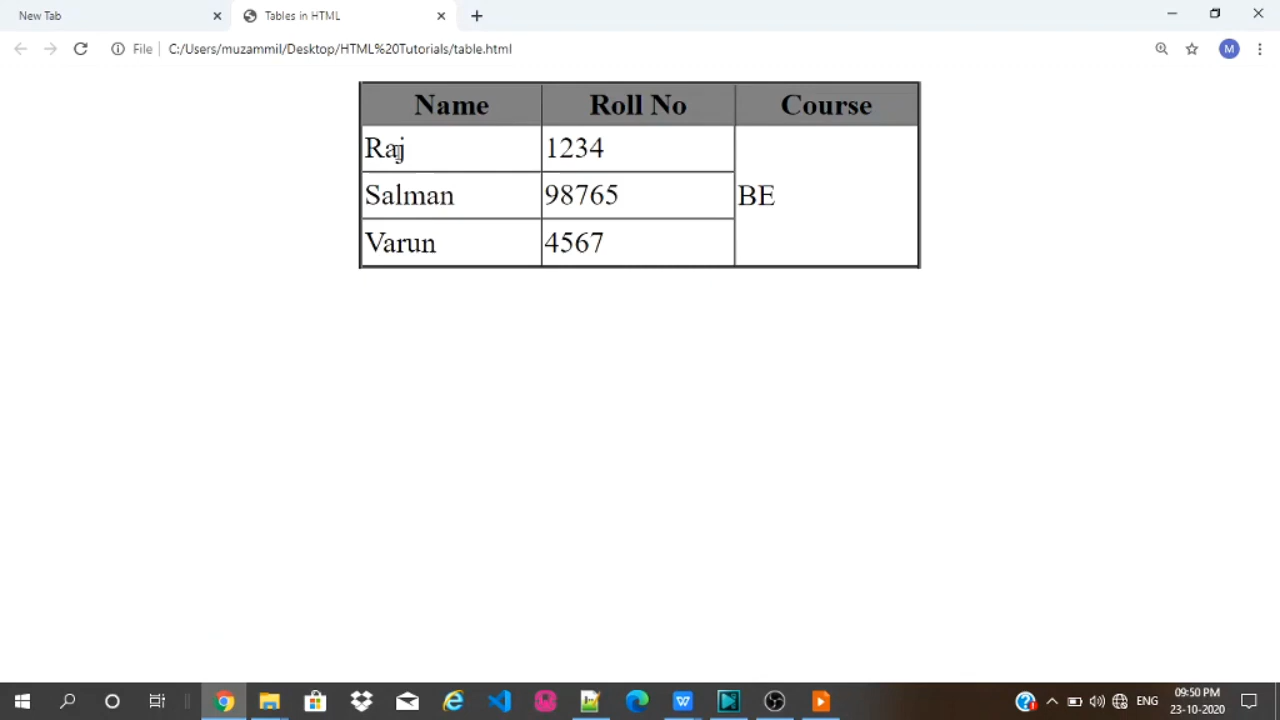 New Tab
Tables in HTML
File C:/Users/muzammil/Desktop/HTML%20Tutorials/table.html
M
Name Roll No Course
Raj 1234
Salman 98765 BE
Varun 4567
W
ENG
09:50 PM
23-10-2020